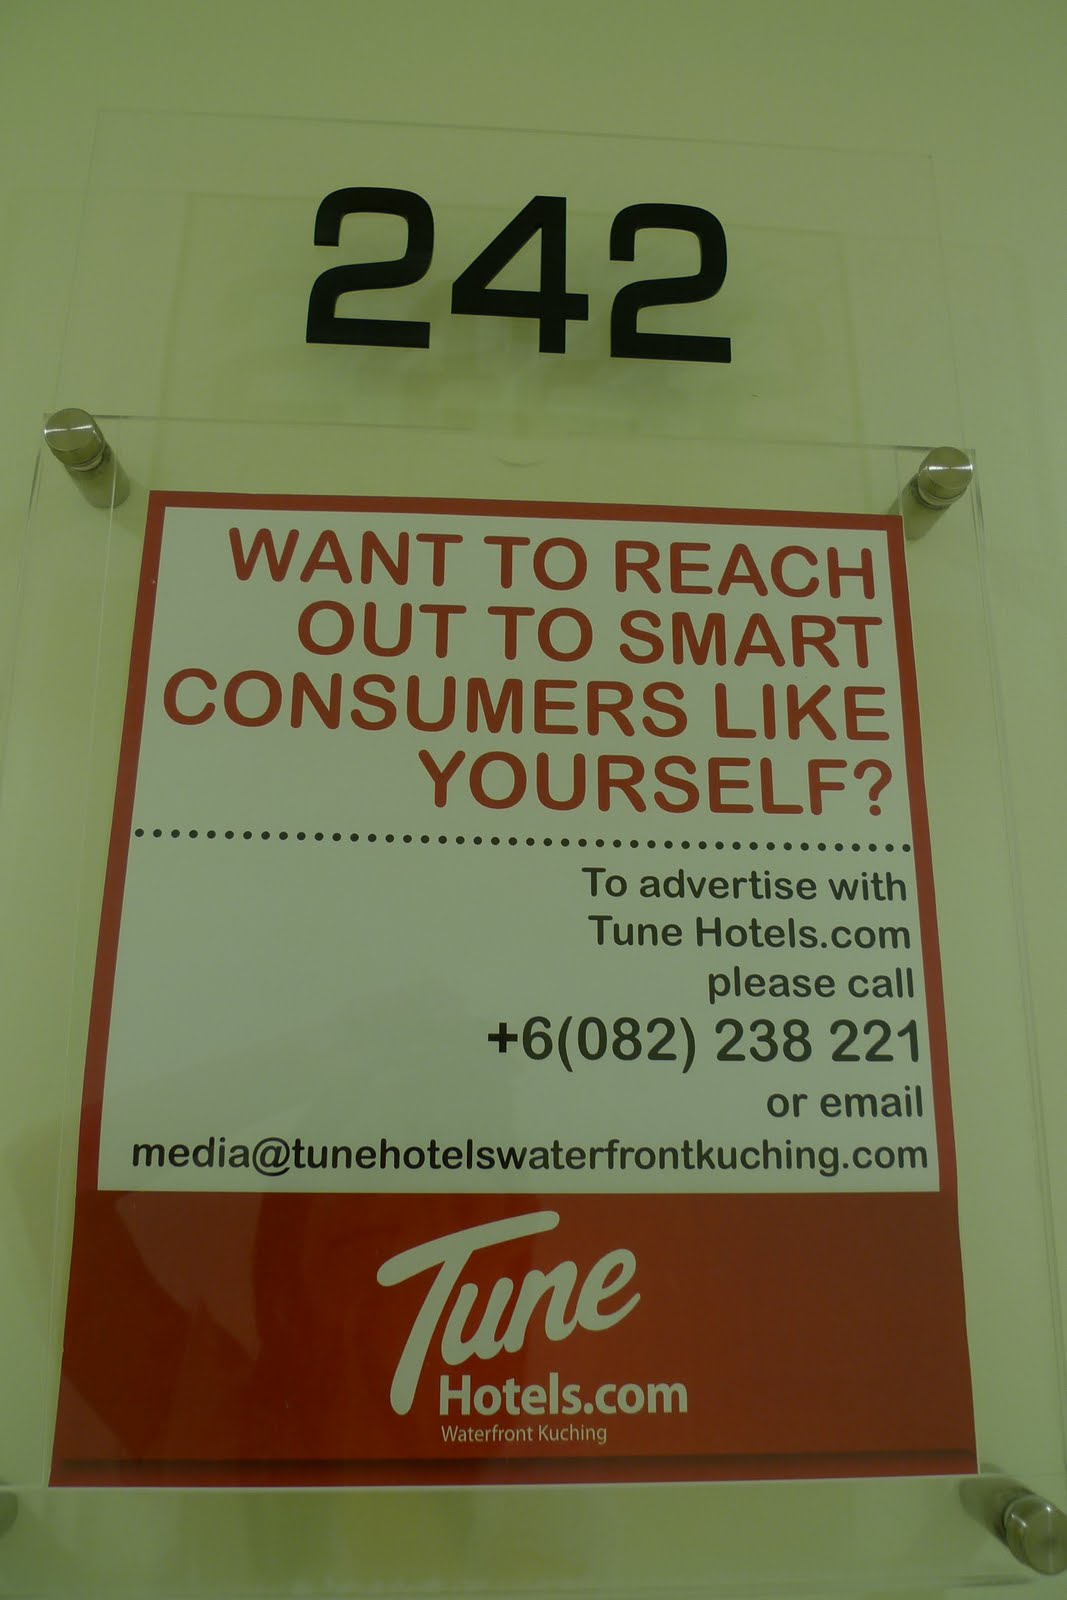 242
WANT TO REACH
OUT TO SMART
CONSUMERS LIKE
YOURSELF?
To advertise with
Tune Hotels.com
please call
+6(082) 238 221
or email
media@tunehotelswaterfrontkuching.com
Tune
Hotels.com
Waterfront Kuching